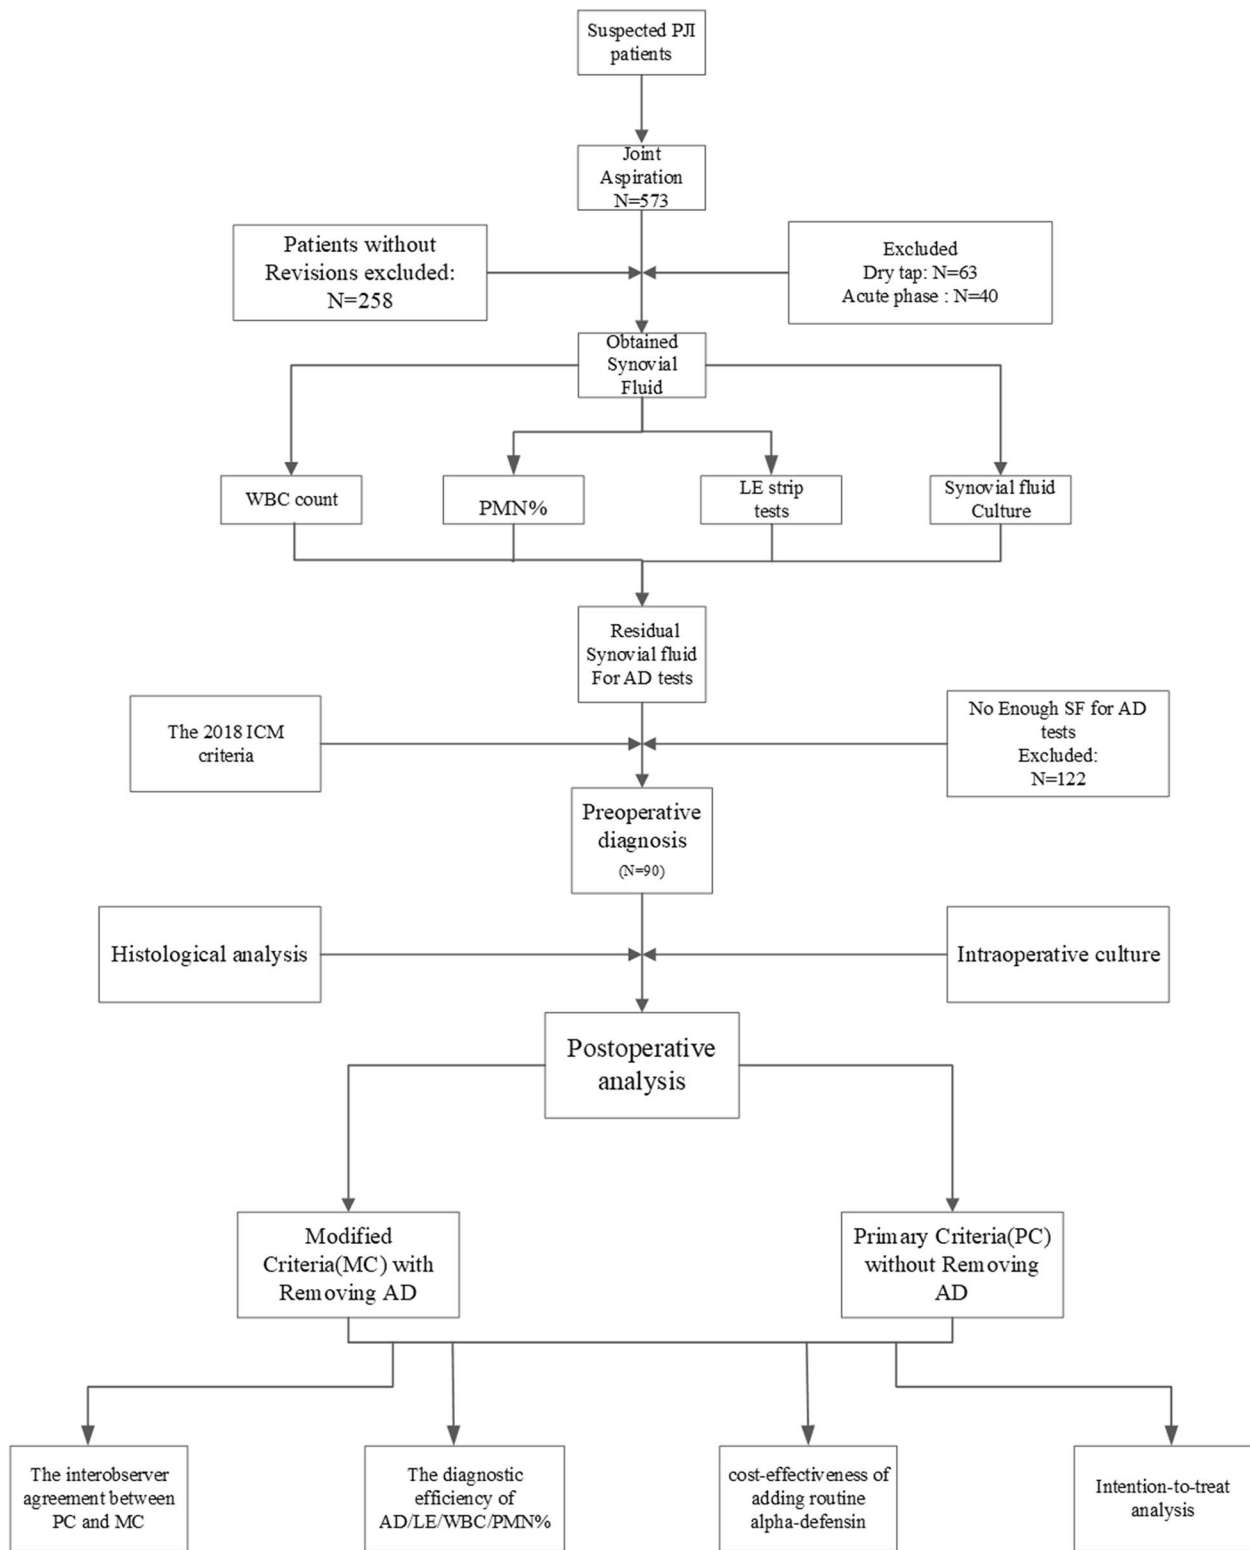 Suspected PJI
patients
Joint
Aspiration
N=573
Patients without
Revisions excluded:
N=258
Excluded
Dry tap: N=63
Acute phase : N=40
Obtained
Synovial
Fluid
WBC count
PMN%
LE strip
tests
Synovial fluid
Culture
Residual
Synovial fluid
For AD tests
The 2018 ICM
criteria
No Enough SF for AD
tests
Excluded:
N=122
Preoperative
diagnosis
(N=90)
Histological analysis
Intraoperative culture
Postoperative
analysis
Modified
Criteria(MC) with
Removing AD
Primary Criteria(PC)
without Removing
AD
The interobserver
agreement between
PC and MC
The diagnostic
efficiency of
AD/LE/WBC/PMN%
cost-effectiveness of
adding routine
alpha-defensin
Intention-to-treat
analysis